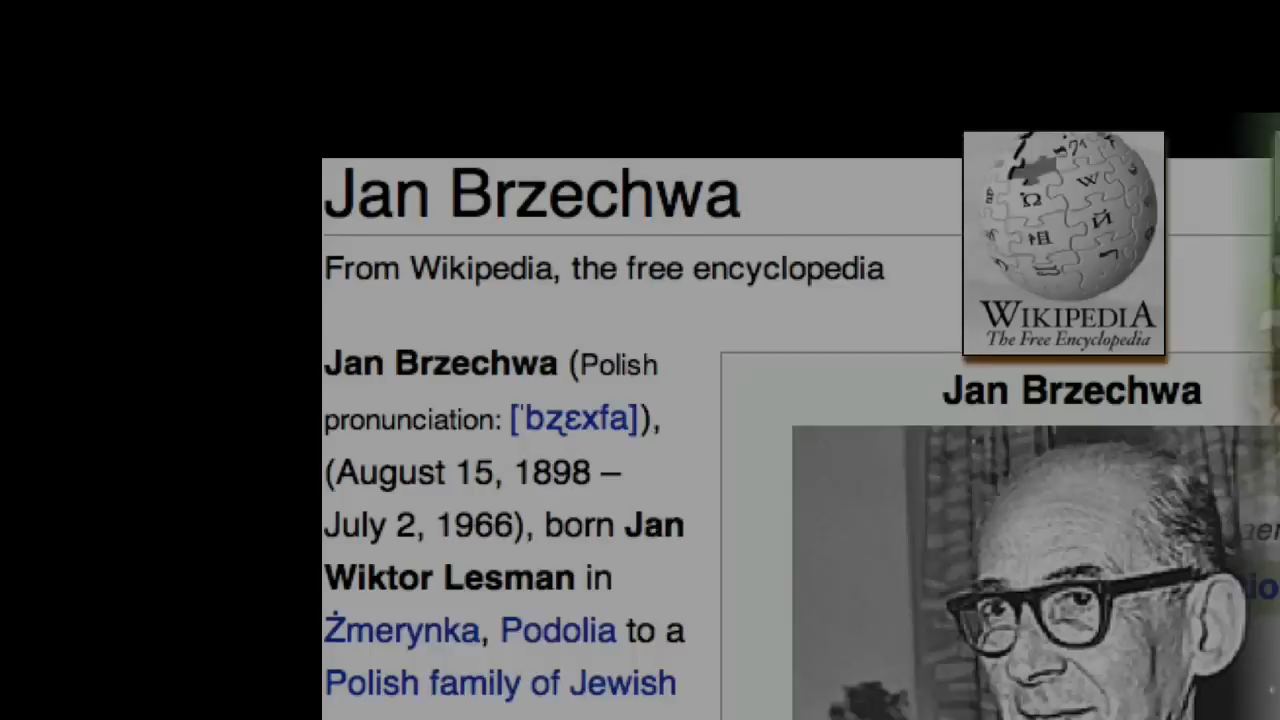 Jan Brzechwa
From Wikipedia, the free encyclopedia
WIKIPEDIA
The Free Encyclopedia
Jan Brzechwa (Polish
pronunciation: [ˈbʐɛxfa]),
(August 15, 1898 –
July 2, 1966), born Jan
Wiktor Lesman in
Żmerynka, Podolia to a
Polish family of Jewish
Jan Brzechwa